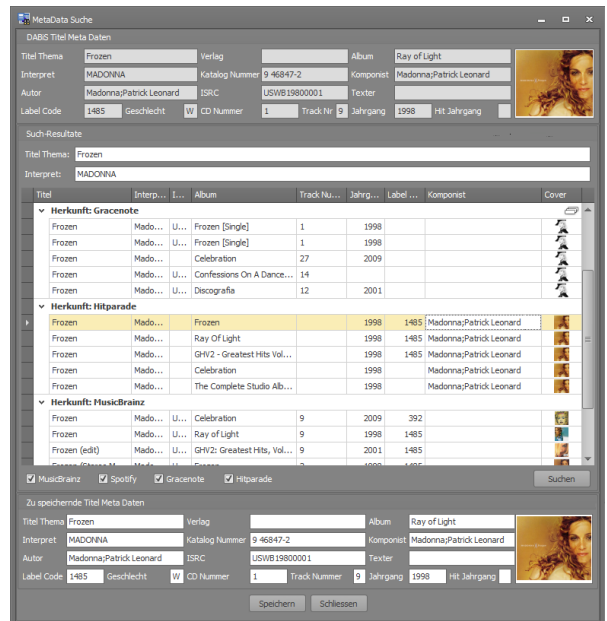 MetaData Suche
DABiS Titel Meta Daten
Titel Thema Frozen Verlag Album Ray of Light
Interpret MADONNA Katalog Nummer 9 46847-2 Komponist Madonna;Patrick Leonard
Autor Madonna;Patrick Leonard ISRC USWB19800001 Texter
Label Code 1485 Geschlecht W CD Nummer 1 Track Nr 9 Jahrgang 1998 Hit Jahrgang
Such-Resultate
Titel Thema: Frozen
Interpret: MADONNA
Titel Interp... I... Album Track Nu... Jahrg... Label ... Komponist Cover
Herkunft: Gracenote
Frozen Mado... U... Frozen [Single] 1 1998
Frozen Mado... U... Frozen [Single] 1 1998
Frozen Mado... Celebration 27 2009
Frozen Mado... U... Confessions On A Dance... 14
Frozen Mado... U... Discografia 12 2001
Herkunft: Hitparade
Frozen Mado... Frozen 1998 1485 Madonna;Patrick Leonard
Frozen Mado... Ray Of Light 1998 1485 Madonna;Patrick Leonard
Frozen Mado... GHV2 - Greatest Hits Vol... 1998 1485 Madonna;Patrick Leonard
Frozen Mado... Celebration 1998 Madonna;Patrick Leonard
Frozen Mado... The Complete Studio Alb... 1998 Madonna;Patrick Leonard
Herkunft: MusicBrainz
Frozen Mado... U... Celebration 9 2009 392
Frozen Mado... U... Ray of Light 9 1998 1485
Frozen (edit) Mado... U... GHV2: Greatest Hits, Vol... 9 2001 1485
MusicBrainz Spotify Gracenote Hitparade Suchen
Zu speichernde Titel Meta Daten
Titel Thema Frozen Verlag Album Ray of Light
Interpret MADONNA Katalog Nummer 9 46847-2 Komponist Madonna;Patrick Leonard
Autor Madonna;Patrick Leonard ISRC USWB19800001 Texter
Label Code 1485 Geschlecht W CD Nummer 1 Track Nummer 9 Jahrgang 1998 Hit Jahrgang
Speichern Schliessen